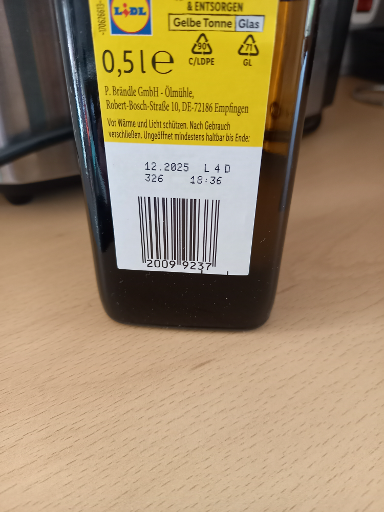 & ENTSORGEN
LIDL
Gelbe Tonne Glas
90
C/LDPE
71
GL
0,5 l e
P. Brändle GmbH - Ölmühle,
Robert-Bosch-Straße 10, DE-72186 Empfingen
Vor Wärme und Licht schützen. Nach Gebrauch
verschließen. Ungeöffnet mindestens haltbar bis Ende:
12.2025 L 4 D
326 18:36
2009 9237